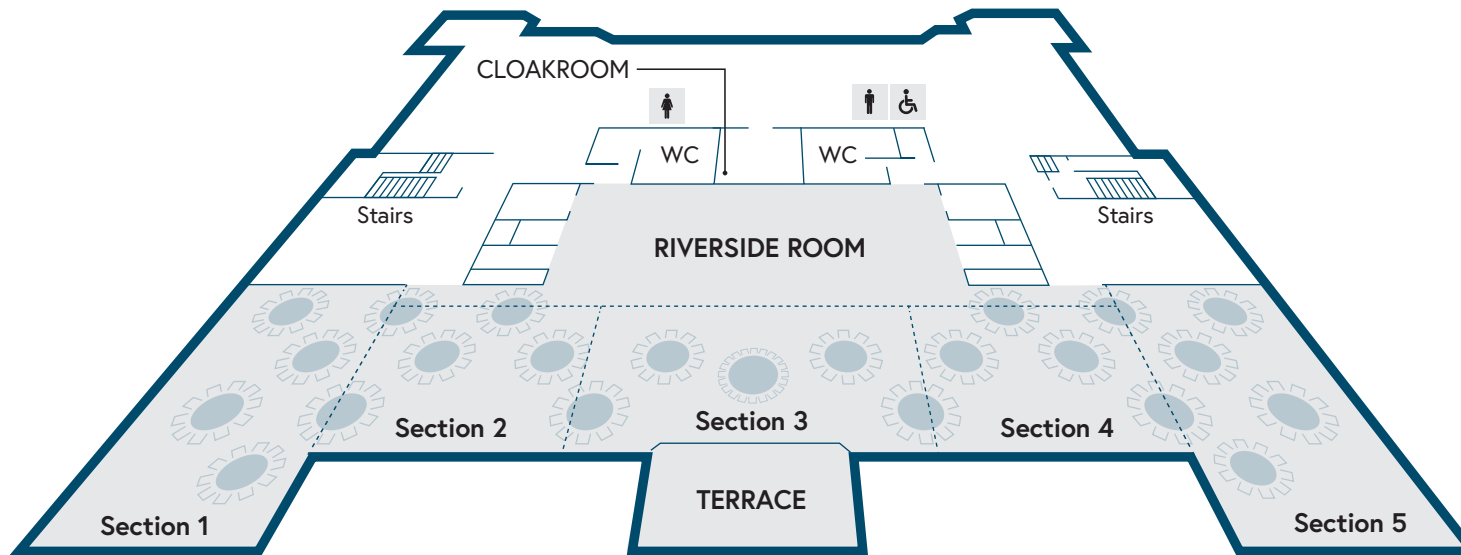 CLOAKROOM
WC
WC
Stairs
Stairs
RIVERSIDE ROOM
Section 2
Section 3
Section 4
TERRACE
Section 1
Section 5